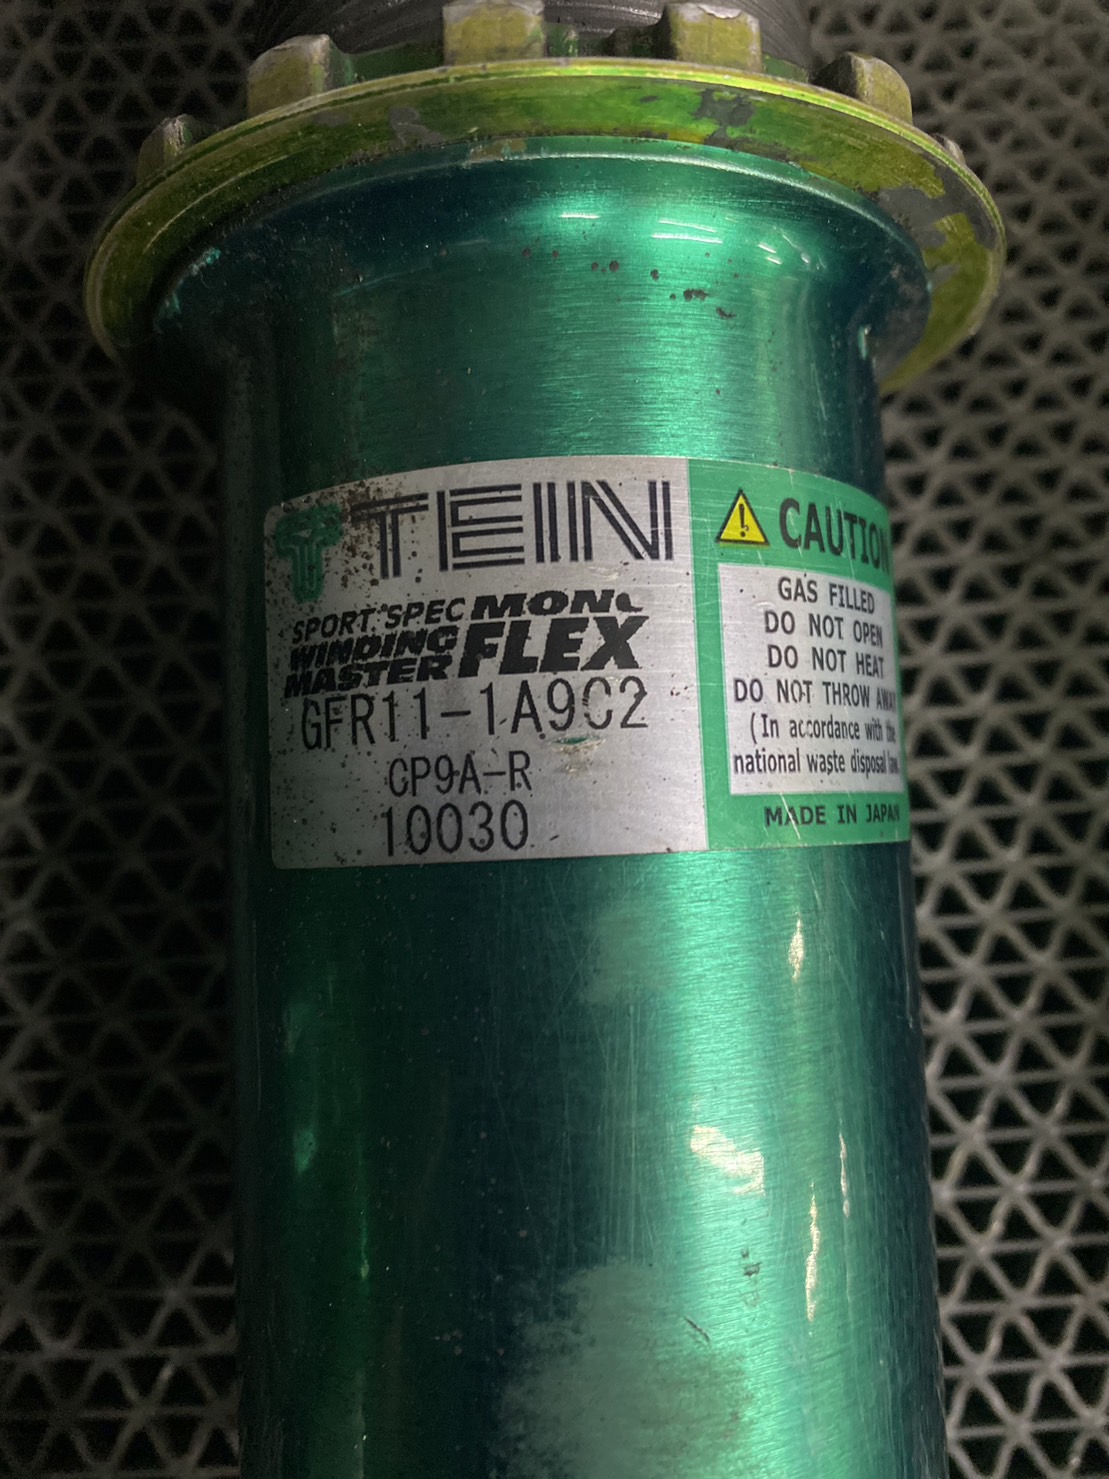 TEIN
SPORT SPEC MONO
WINDING MASTER FLEX
GFR11-1A9C2
CP9A-R
10030
CAUTION
GAS FILLED
DO NOT OPEN
DO NOT HEAT
DO NOT THROW AWAY
(In accordance with the
national waste disposal law.
MADE IN JAPAN